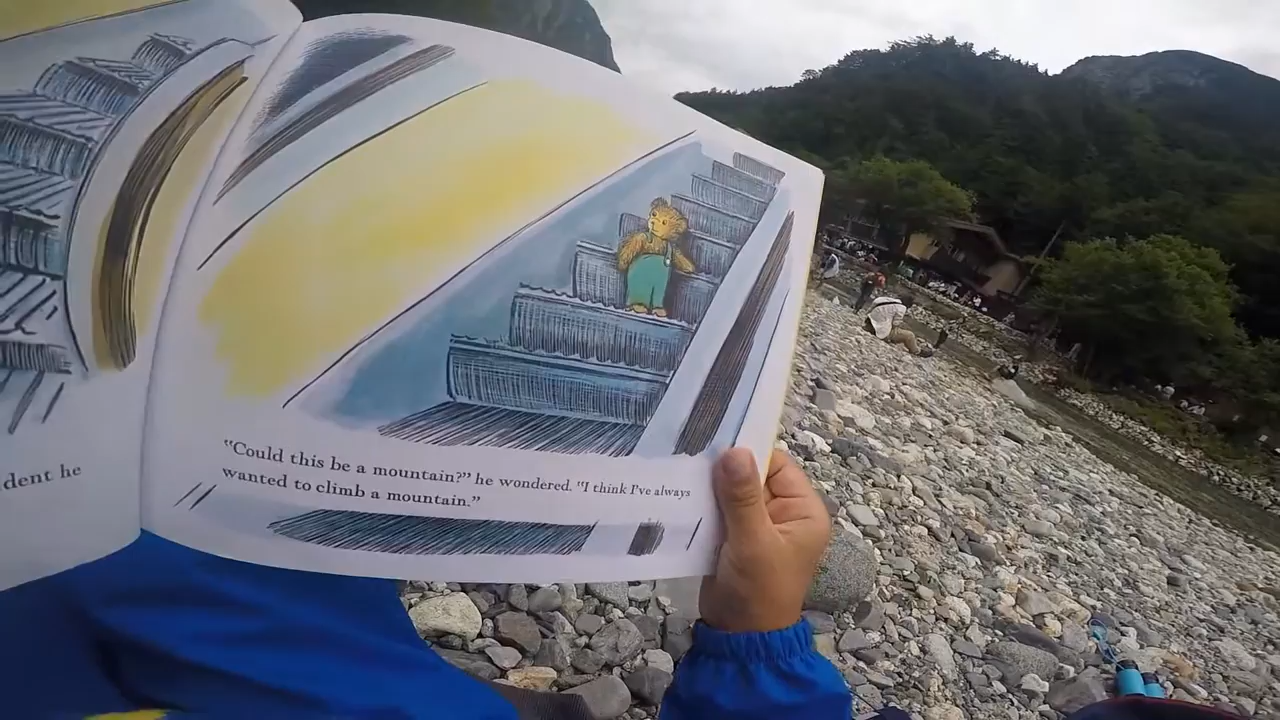 dent he
"Could this be a mountain?" he wondered. "I think I've always
wanted to climb a mountain."